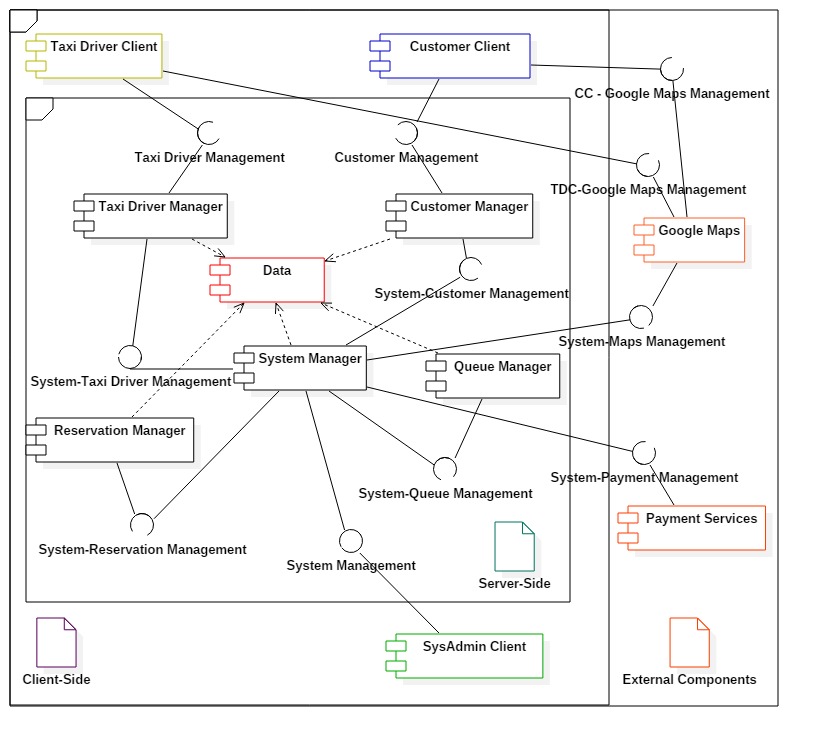 Taxi Driver Client
Customer Client
CC - Google Maps Management
Taxi Driver Management
Customer Management
TDC-Google Maps Management
Taxi Driver Manager
Customer Manager
Google Maps
Data
System-Customer Management
System-Maps Management
System Manager
Queue Manager
System-Taxi Driver Management
Reservation Manager
System-Payment Management
System-Queue Management
Payment Services
System-Reservation Management
System Management
Server-Side
SysAdmin Client
Client-Side
External Components